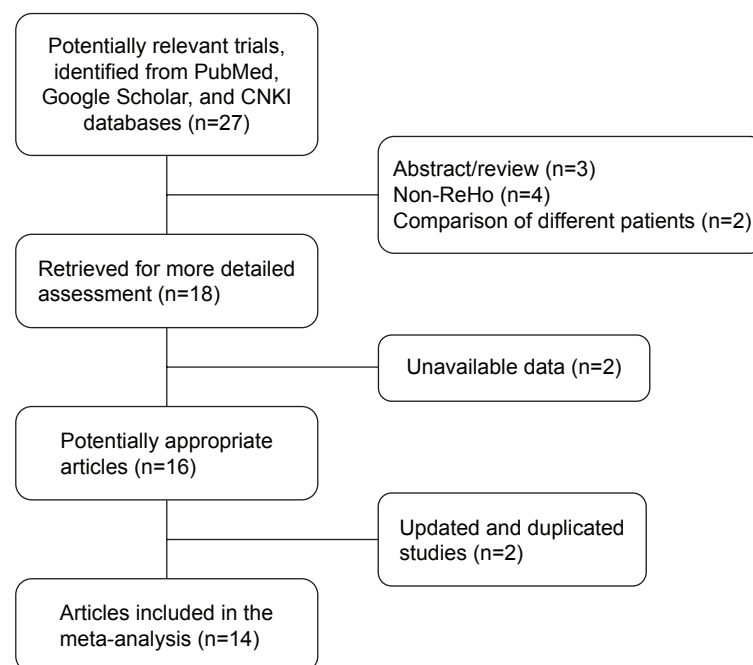 Potentially relevant trials,
identified from PubMed,
Google Scholar, and CNKI
databases (n=27)
Abstract/review (n=3)
Non-ReHo (n=4)
Comparison of different patients (n=2)
Retrieved for more detailed
assessment (n=18)
Unavailable data (n=2)
Potentially appropriate
articles (n=16)
Updated and duplicated
studies (n=2)
Articles included in the
meta-analysis (n=14)